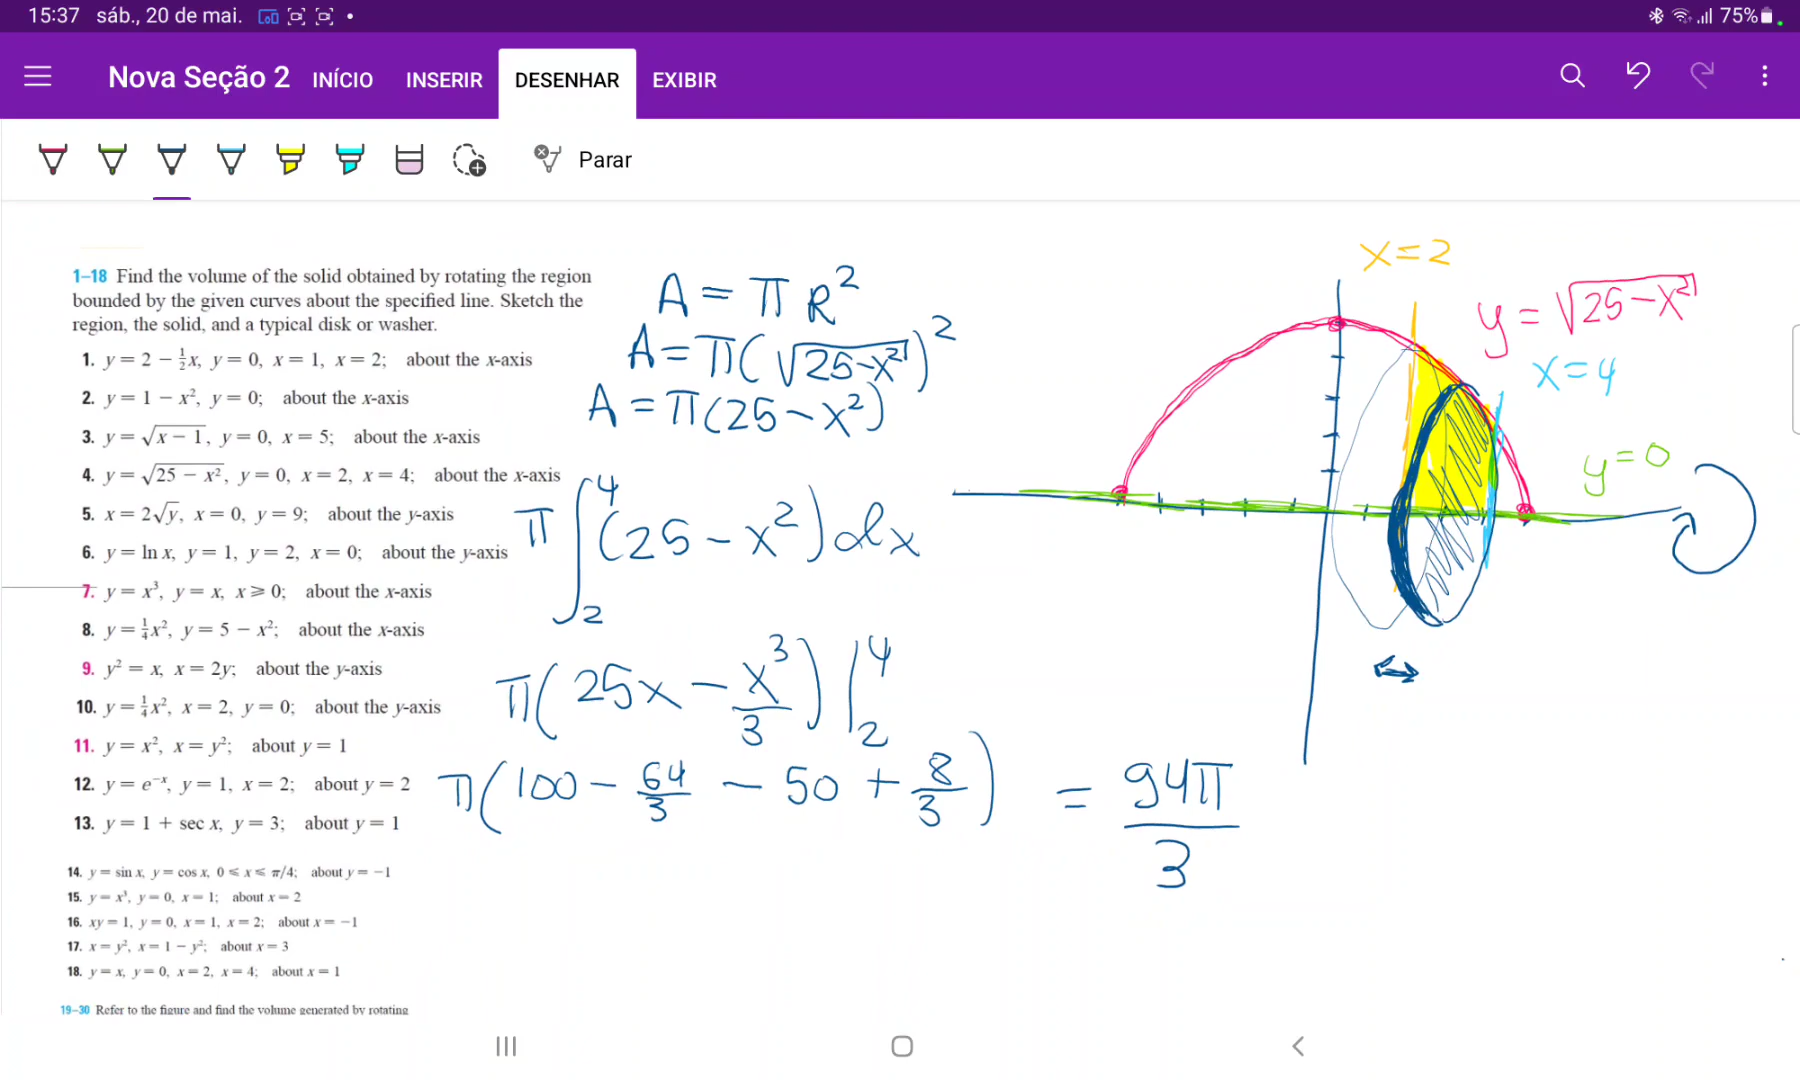 15:37 sáb., 20 de mai. 75%
Nova Seção 2 INÍCIO INSERIR DESENHAR EXIBIR
Parar
1–18 Find the volume of the solid obtained by rotating the region
bounded by the given curves about the specified line. Sketch the
region, the solid, and a typical disk or washer.
1. y = 2 − ½x, y = 0, x = 1, x = 2; about the x-axis
2. y = 1 − x², y = 0; about the x-axis
3. y = √(x − 1), y = 0, x = 5; about the x-axis
4. y = √(25 − x²), y = 0, x = 2, x = 4; about the x-axis
5. x = 2√y, x = 0, y = 9; about the y-axis
6. y = ln x, y = 1, y = 2, x = 0; about the y-axis
7. y = x³, y = x, x ⩾ 0; about the x-axis
8. y = ¼x², y = 5 − x²; about the x-axis
9. y² = x, x = 2y; about the y-axis
10. y = ¼x², x = 2, y = 0; about the y-axis
11. y = x², x = y²; about y = 1
12. y = e⁻ˣ, y = 1, x = 2; about y = 2
13. y = 1 + sec x, y = 3; about y = 1
14. y = sin x, y = cos x, 0 ⩽ x ⩽ π/4; about y = −1
15. y = x³, y = 0, x = 1; about x = 2
16. xy = 1, y = 0, x = 1, x = 2; about x = −1
17. x = y², x = 1 − y²; about x = 3
18. y = x, y = 0, x = 2, x = 4; about x = 1
19–30 Refer to the figure and find the volume generated by rotating
A = π R²
A = π(√(25−x²))²
A = π(25 − x²)
π ∫₂⁴ (25 − x²) dx
π(25x − x³/3) |₂⁴
π(100 − 64/3 − 50 + 8/3) = 94π/3
x = 2
y = √(25 − x²)
x = 4
y = 0